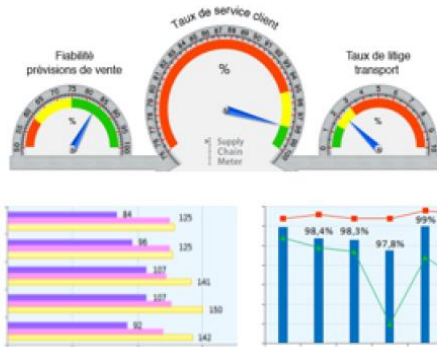 Taux de service client
Fiabilité
prévisions de vente
Taux de litige
transport
%
%
%
Supply
Chain
Meter
84
125
96
125
107
141
107
150
92
142
98,4%
98,3%
97,8%
99%